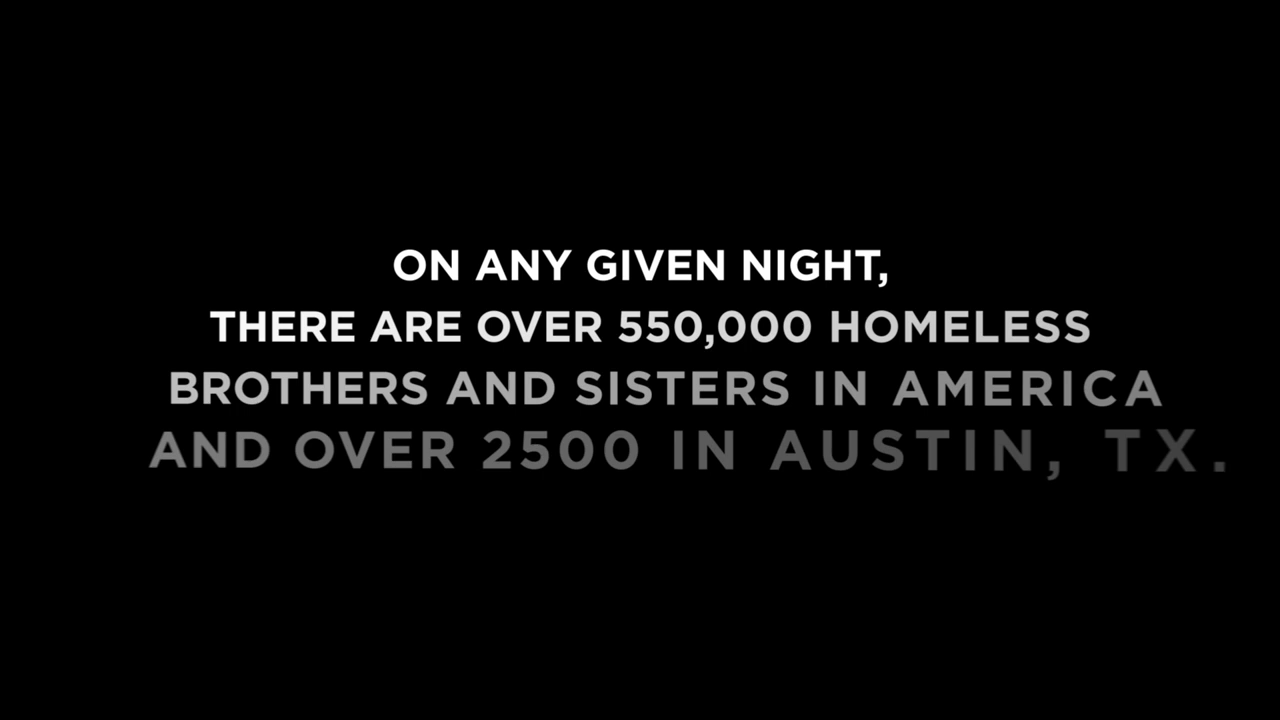 ON ANY GIVEN NIGHT,
THERE ARE OVER 550,000 HOMELESS
BROTHERS AND SISTERS IN AMERICA
AND OVER 2500 IN AUSTIN, TX.